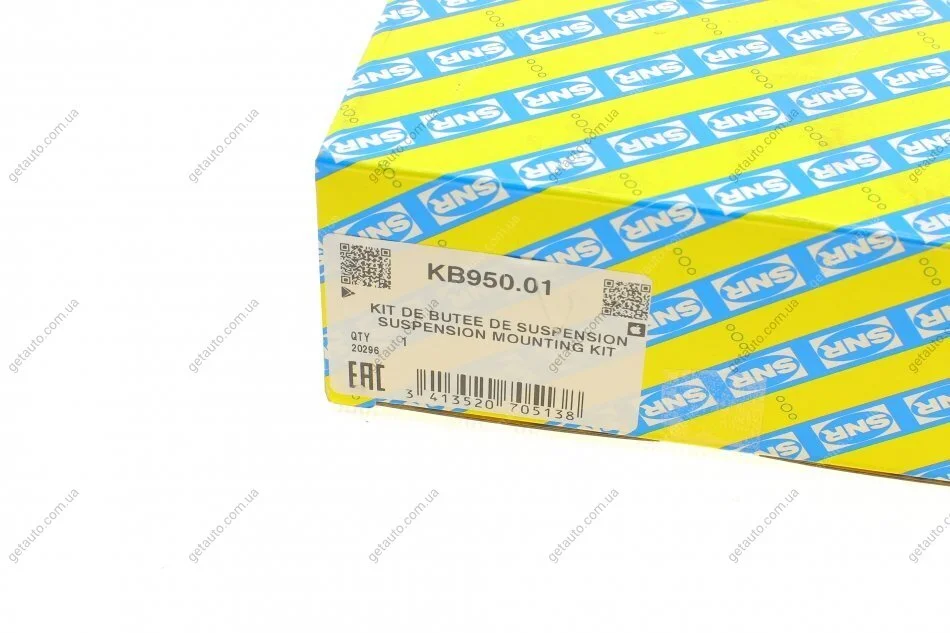 SNR
KB950.01
KIT DE BUTEE DE SUSPENSION
SUSPENSION MOUNTING KIT
QTY 1
20296
EAC
3 413520 705138
getauto.com.ua